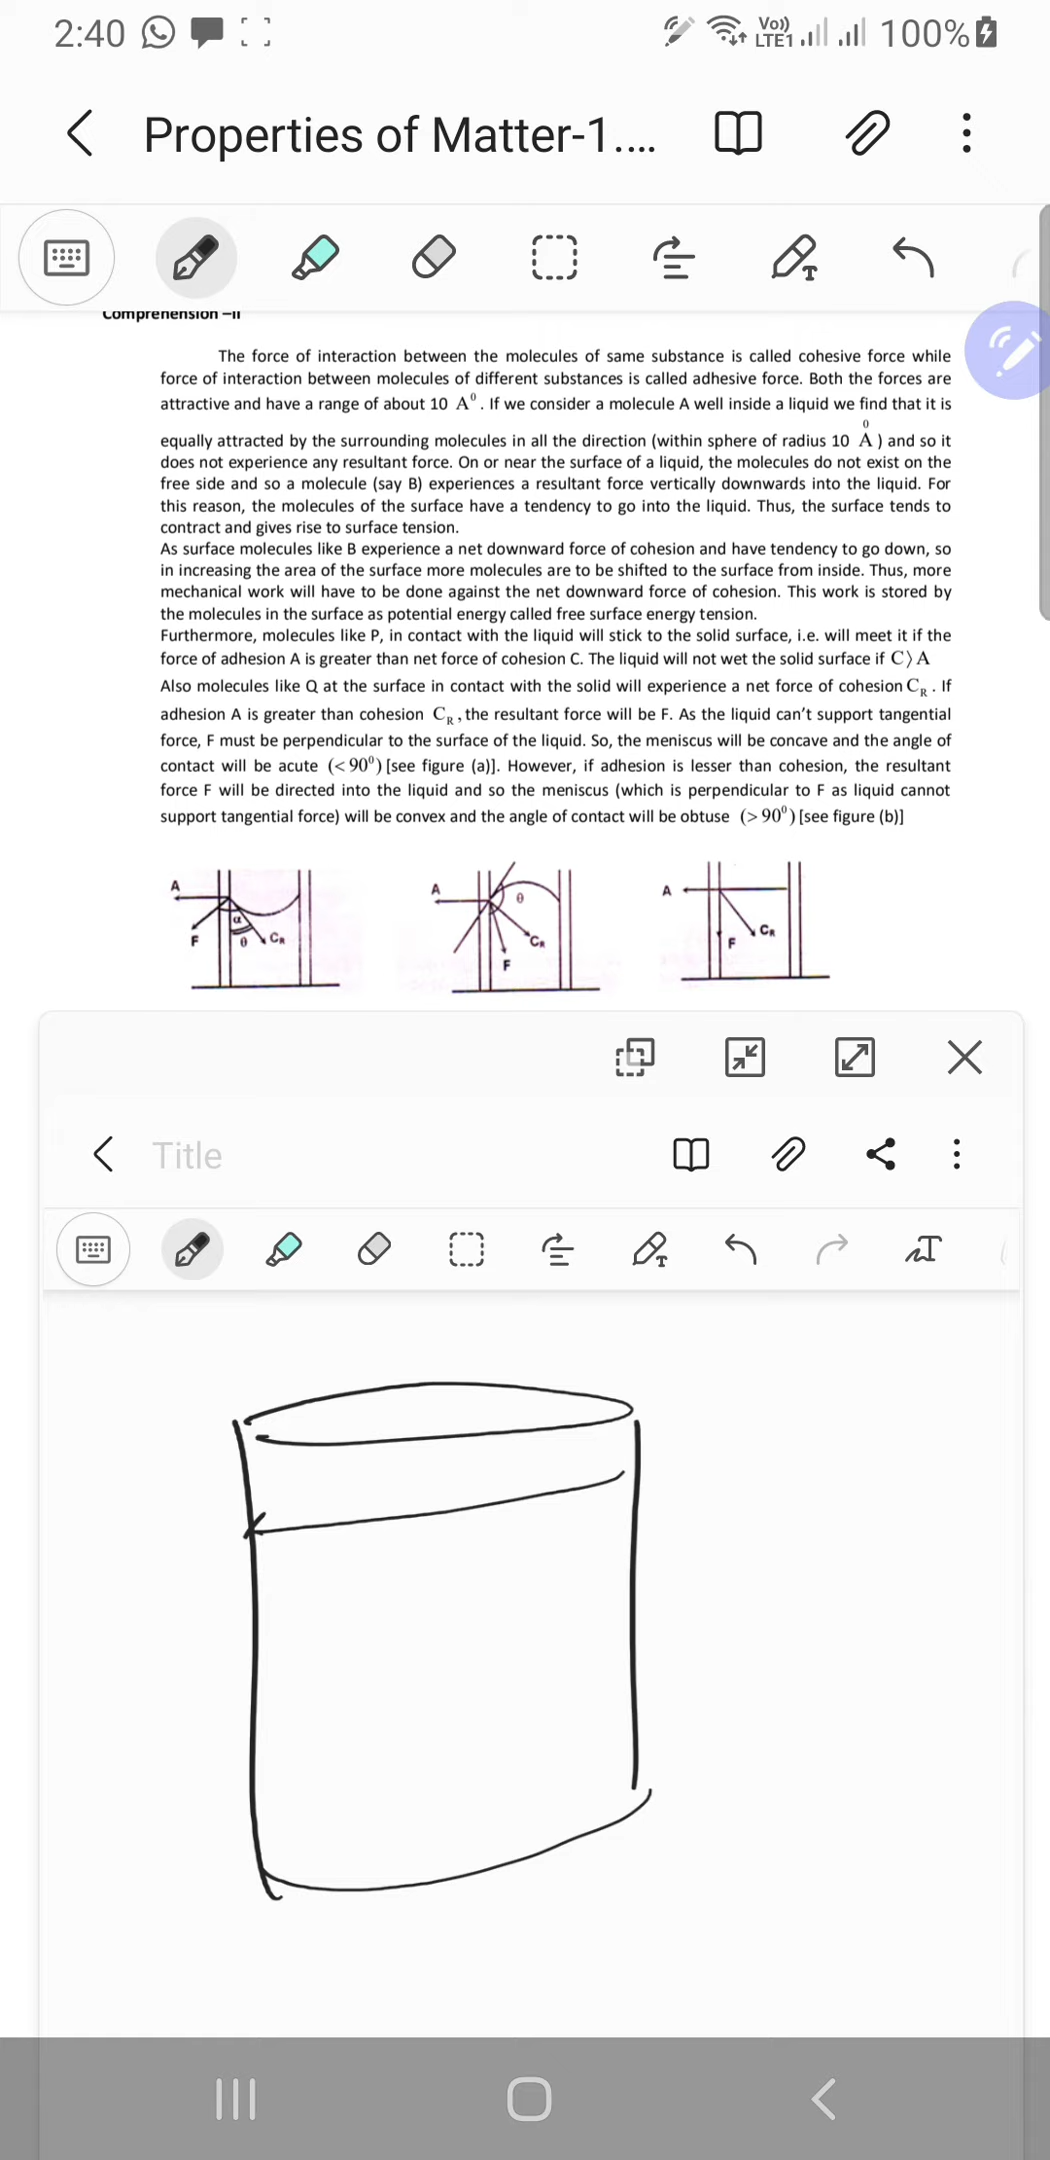 2:40 Vo)) LTE1 100%
Properties of Matter-1....
Comprehension –II
The force of interaction between the molecules of same substance is called cohesive force while
force of interaction between molecules of different substances is called adhesive force. Both the forces are
attractive and have a range of about 10 A⁰ . If we consider a molecule A well inside a liquid we find that it is
equally attracted by the surrounding molecules in all the direction (within sphere of radius 10 Å ) and so it
does not experience any resultant force. On or near the surface of a liquid, the molecules do not exist on the
free side and so a molecule (say B) experiences a resultant force vertically downwards into the liquid. For
this reason, the molecules of the surface have a tendency to go into the liquid. Thus, the surface tends to
contract and gives rise to surface tension.
As surface molecules like B experience a net downward force of cohesion and have tendency to go down, so
in increasing the area of the surface more molecules are to be shifted to the surface from inside. Thus, more
mechanical work will have to be done against the net downward force of cohesion. This work is stored by
the molecules in the surface as potential energy called free surface energy tension.
Furthermore, molecules like P, in contact with the liquid will stick to the solid surface, i.e. will meet it if the
force of adhesion A is greater than net force of cohesion C. The liquid will not wet the solid surface if C⟩A
Also molecules like Q at the surface in contact with the solid will experience a net force of cohesion C_R . If
adhesion A is greater than cohesion C_R , the resultant force will be F. As the liquid can’t support tangential
force, F must be perpendicular to the surface of the liquid. So, the meniscus will be concave and the angle of
contact will be acute (<90⁰) [see figure (a)]. However, if adhesion is lesser than cohesion, the resultant
force F will be directed into the liquid and so the meniscus (which is perpendicular to F as liquid cannot
support tangential force) will be convex and the angle of contact will be obtuse (>90⁰) [see figure (b)]
A F α θ C_R
A θ C_R F
A F C_R
Title